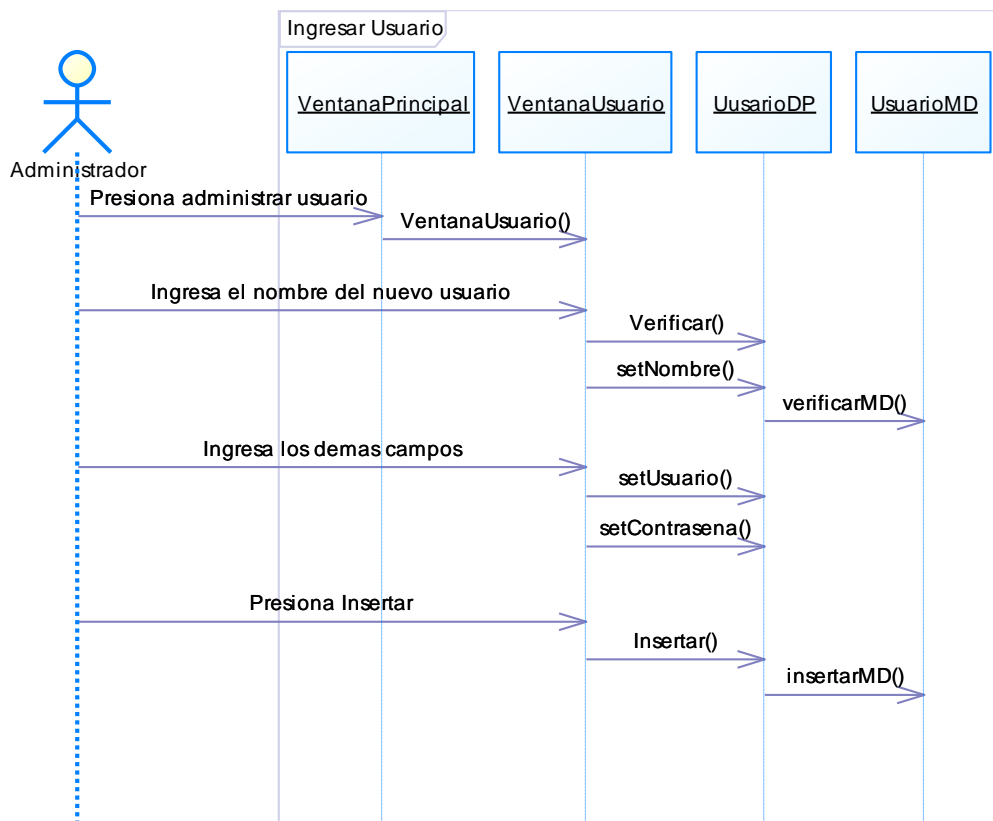 Ingresar Usuario
VentanaPrincipal
VentanaUsuario
UusarioDP
UsuarioMD
Administrador
Presiona administrar usuario
VentanaUsuario()
Ingresa el nombre del nuevo usuario
Verificar()
setNombre()
verificarMD()
Ingresa los demas campos
setUsuario()
setContrasena()
Presiona Insertar
Insertar()
insertarMD()